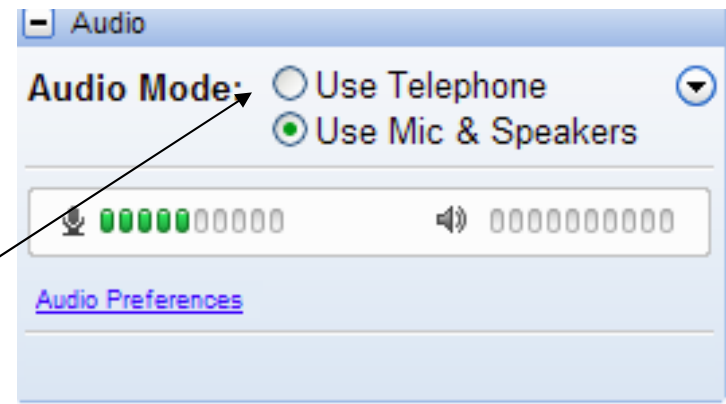 Audio
Audio Mode: Use Telephone
Use Mic & Speakers
Audio Preferences